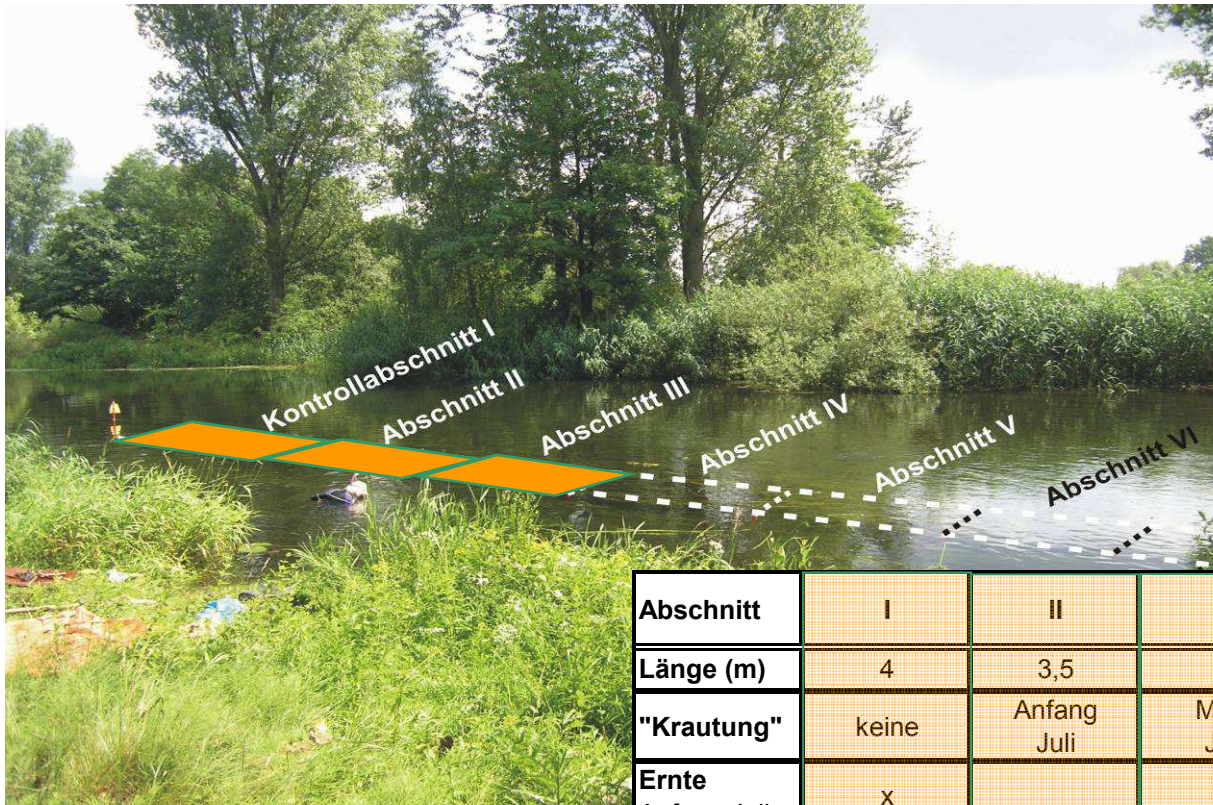 Kontrollabschnitt I
Abschnitt II
Abschnitt III
Abschnitt IV
Abschnitt V
Abschnitt VI
Abschnitt I II
Länge (m) 4 3,5
"Krautung" keine Anfang
Juli
Ernte
x